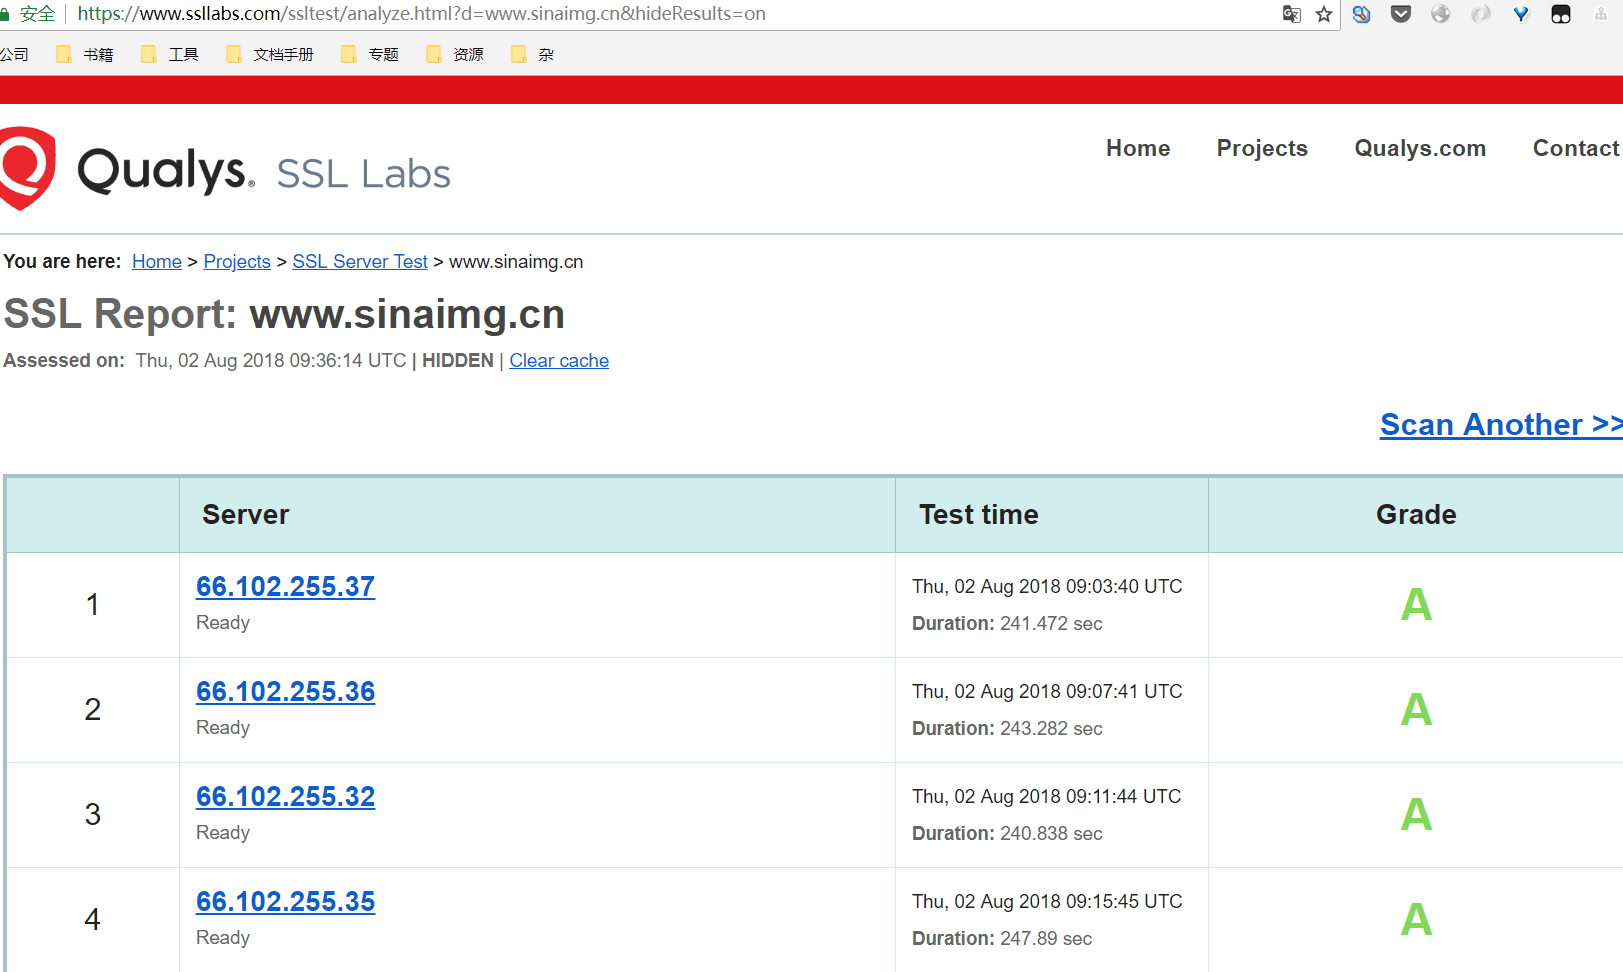 安全 https://www.ssllabs.com/ssltest/analyze.html?d=www.sinaimg.cn&hideResults=on
公司 书籍 工具 文档手册 专题 资源 杂
Qualys. SSL Labs
Home Projects Qualys.com Contact
You are here: Home > Projects > SSL Server Test > www.sinaimg.cn
SSL Report: www.sinaimg.cn
Assessed on: Thu, 02 Aug 2018 09:36:14 UTC | HIDDEN | Clear cache
Scan Another >>
Server Test time Grade
1 66.102.255.37 Thu, 02 Aug 2018 09:03:40 UTC A
Ready Duration: 241.472 sec
2 66.102.255.36 Thu, 02 Aug 2018 09:07:41 UTC A
Ready Duration: 243.282 sec
3 66.102.255.32 Thu, 02 Aug 2018 09:11:44 UTC A
Ready Duration: 240.838 sec
4 66.102.255.35 Thu, 02 Aug 2018 09:15:45 UTC A
Ready Duration: 247.89 sec